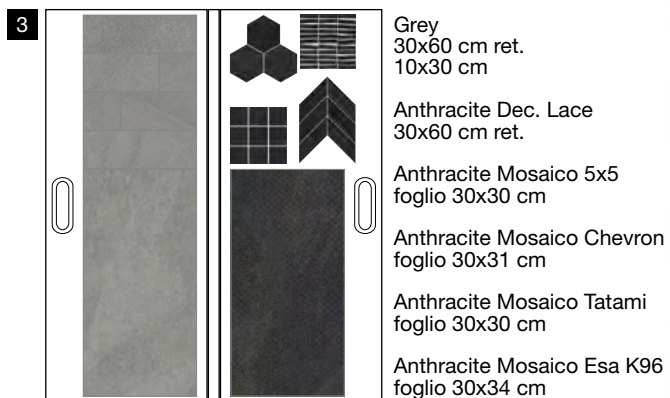 3
Grey
30x60 cm ret.
10x30 cm
Anthracite Dec. Lace
30x60 cm ret.
Anthracite Mosaico 5x5
foglio 30x30 cm
Anthracite Mosaico Chevron
foglio 30x31 cm
Anthracite Mosaico Tatami
foglio 30x30 cm
Anthracite Mosaico Esa K96
foglio 30x34 cm